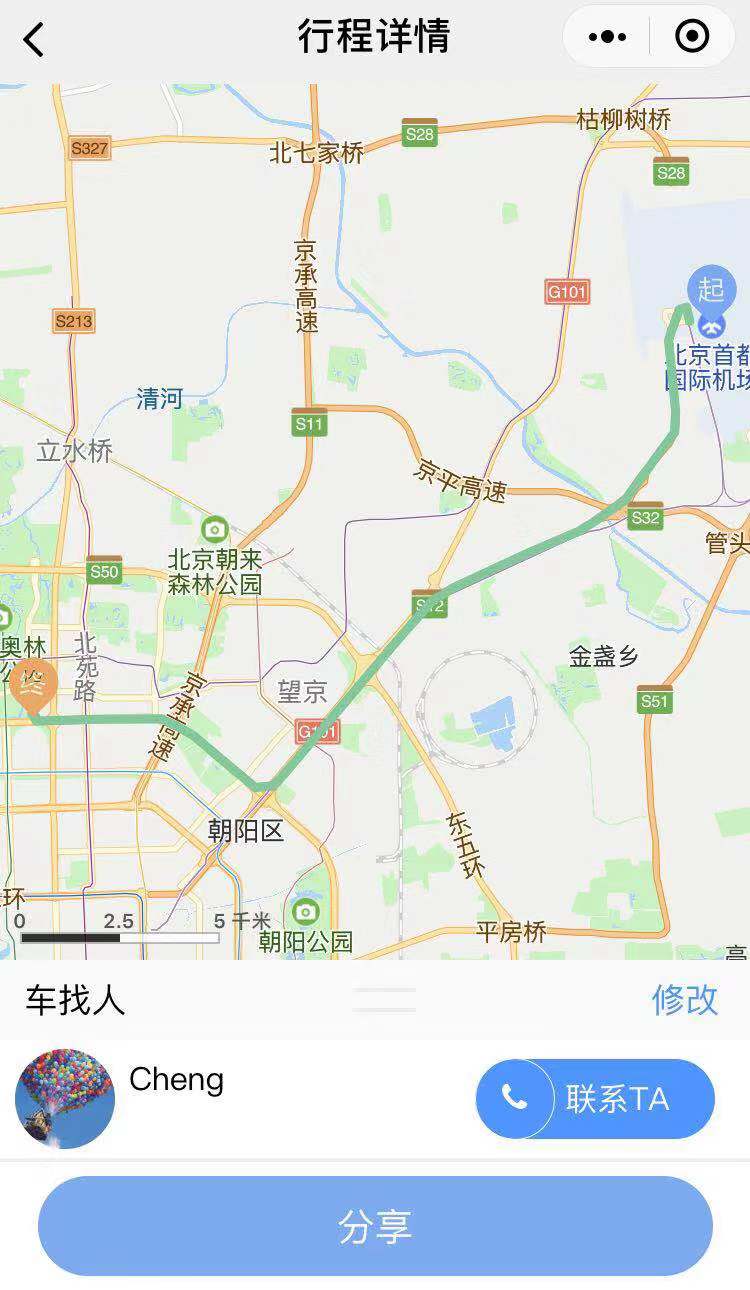 行程详情
枯柳树桥
S28
S327
北七家桥
S28
京承高速
起
G101
S213
北京首都
国际机场
清河
S11
立水桥
京平高速
S32
管头
北京朝来
森林公园
S50
S12
奥林
北苑路
金盏乡
终
望京
京承高速
S51
G101
朝阳区
东五环
环
0 2.5 5 千米
朝阳公园
平房桥
高
车找人
修改
Cheng
联系TA
分享